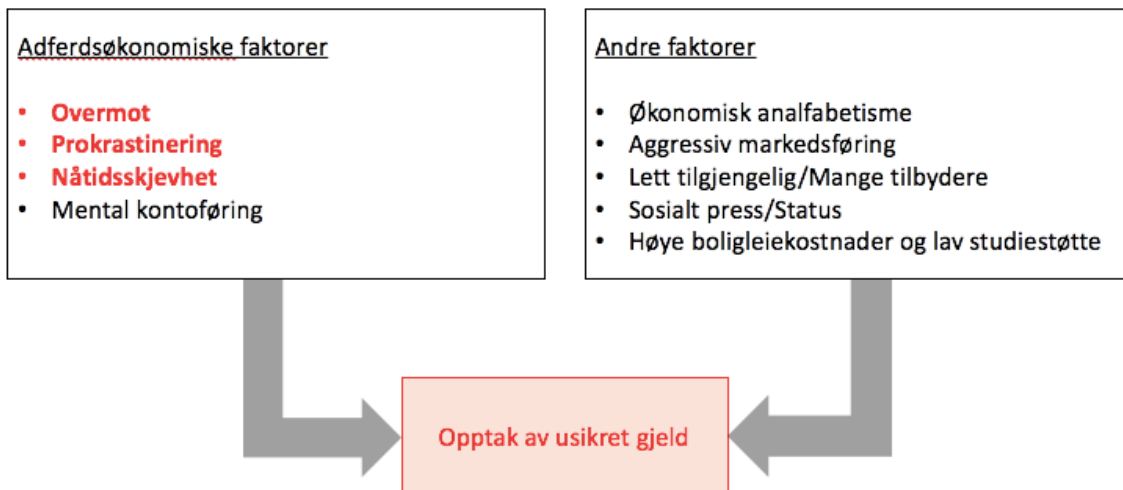 Adferdsøkonomiske faktorer
• Overmot
• Prokrastinering
• Nåtidsskjevhet
• Mental kontoføring
Andre faktorer
• Økonomisk analfabetisme
• Aggressiv markedsføring
• Lett tilgjengelig/Mange tilbydere
• Sosialt press/Status
• Høye boligleiekostnader og lav studiestøtte
Opptak av usikret gjeld